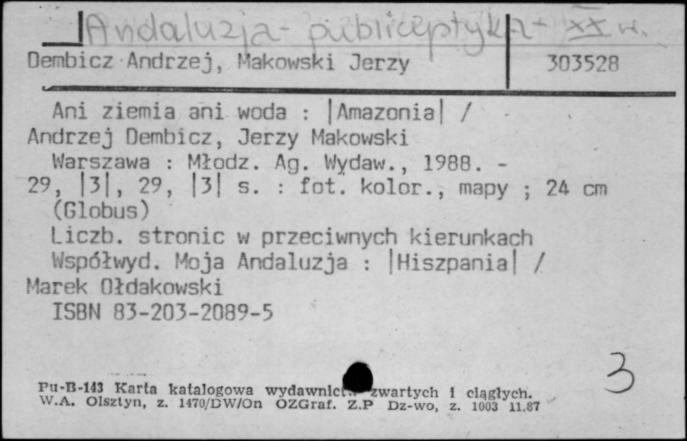 Andaluzja - publicystyka - XX w.
Dembicz Andrzej, Makowski Jerzy 303528
Ani ziemia ani woda : |Amazonia| /
Andrzej Dembicz, Jerzy Makowski
Warszawa : Młodz. Ag. Wydaw., 1988. -
29, |3|, 29, |3| s. : fot. kolor., mapy ; 24 cm
(Globus)
Liczb. stronic w przeciwnych kierunkach
Współwyd. Moja Andaluzja : |Hiszpania| /
Marek Ołdakowski
ISBN 83-203-2089-5
3
Pu-B-143 Karta katalogowa wydawnictw zwartych i ciągłych.
W.A. Olsztyn, z. 1470/DW/On OZGraf. Z.P Dz-wo, z. 1003 11.87